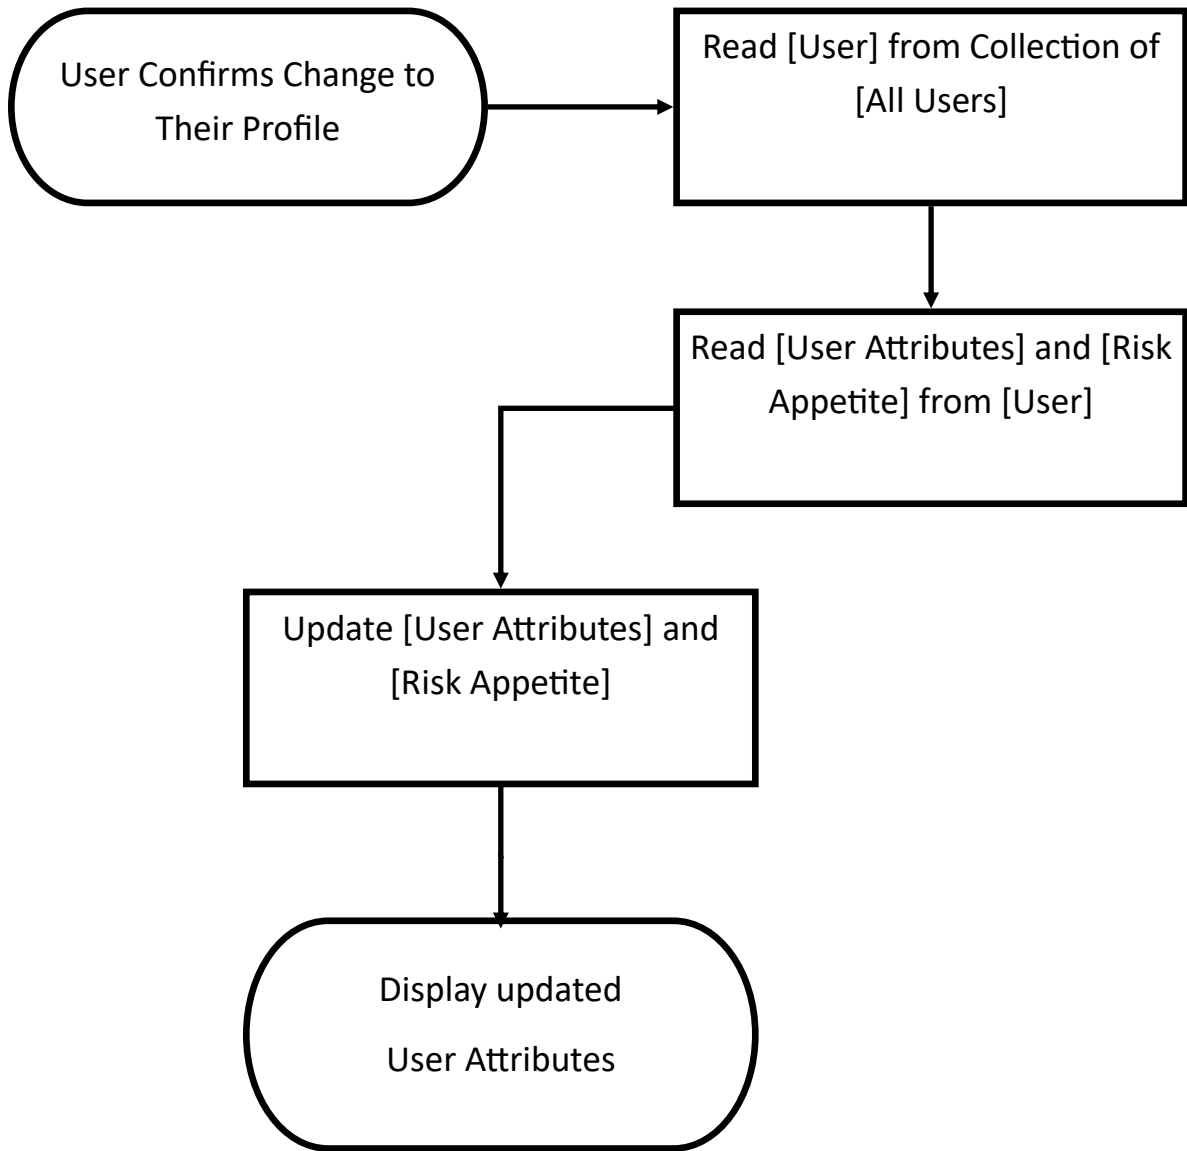 User Confirms Change to
Their Profile
Read [User] from Collection of
[All Users]
Read [User Attributes] and [Risk
Appetite] from [User]
Update [User Attributes] and
[Risk Appetite]
Display updated
User Attributes